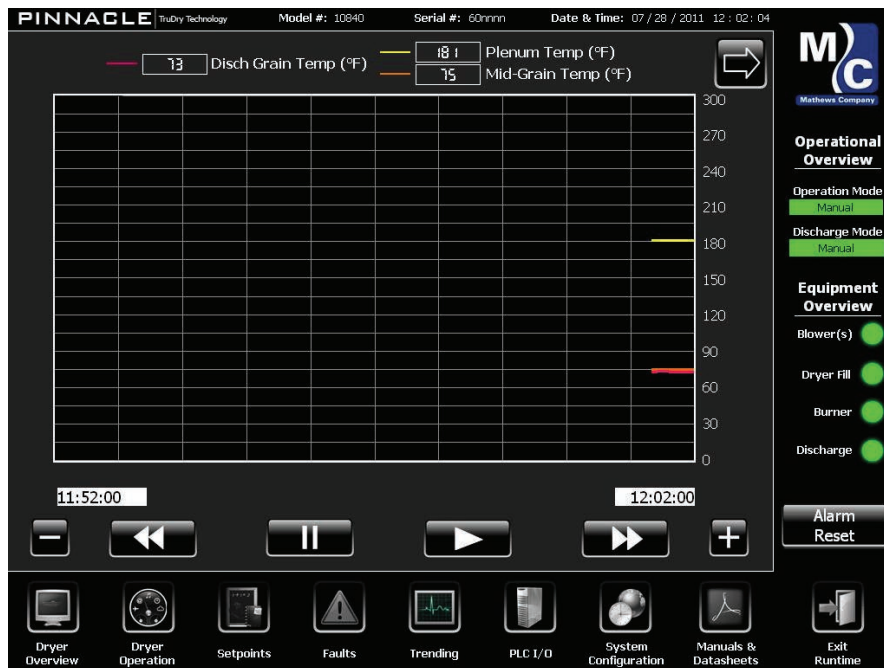 PINNACLE TruDry Technology Model #: 10840 Serial #: 60nnnn Date & Time: 07 / 28 / 2011 12 : 02 : 04
73 Disch Grain Temp (°F)
181 Plenum Temp (°F)
75 Mid-Grain Temp (°F)
300
270
240
210
180
150
120
90
60
30
0
11:52:00
12:02:00
MC
Mathews Company
Operational
Overview
Operation Mode
Manual
Discharge Mode
Manual
Equipment
Overview
Blower(s)
Dryer Fill
Burner
Discharge
Alarm
Reset
Dryer
Overview
Dryer
Operation
Setpoints
Faults
Trending
PLC I/O
System
Configuration
Manuals &
Datasheets
Exit
Runtime